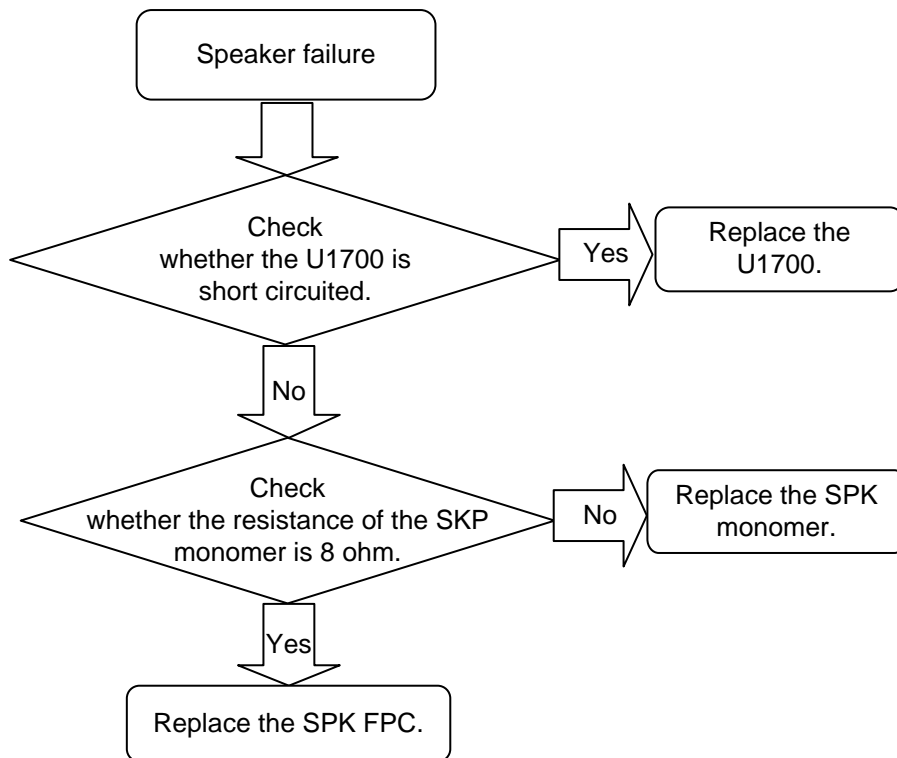 Speaker failure
Check
whether the U1700 is
short circuited.
Yes
Replace the
U1700.
No
Check
whether the resistance of the SKP
monomer is 8 ohm.
No
Replace the SPK
monomer.
Yes
Replace the SPK FPC.